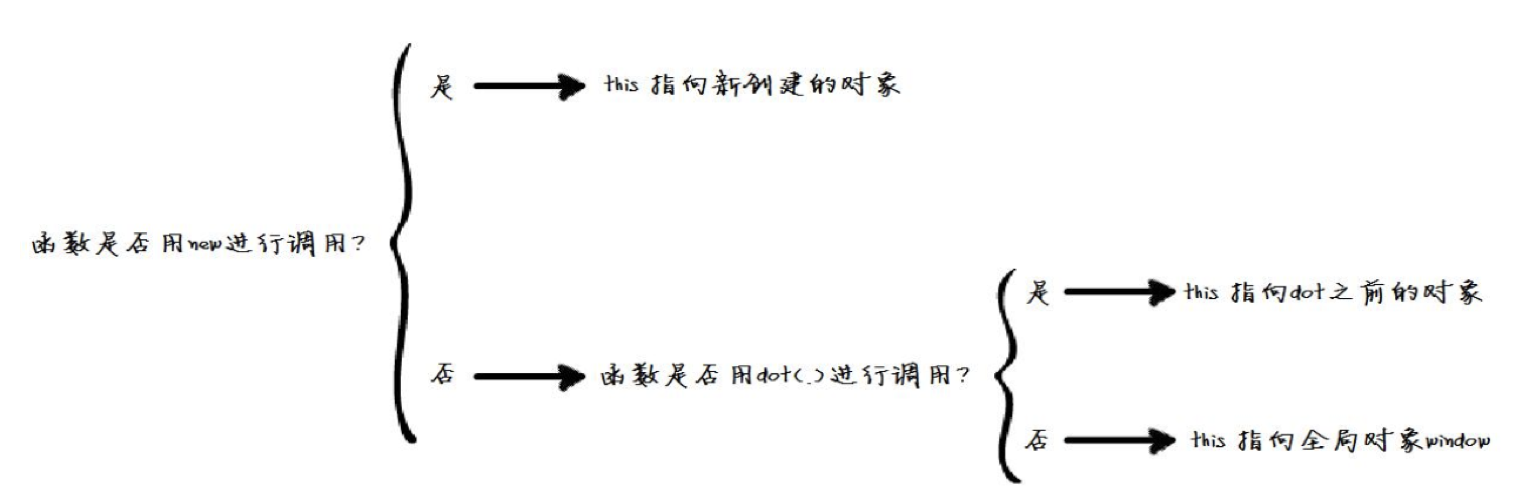 是 this 指向新创建的对象
函数是否用new进行调用?
是 this 指向dot之前的对象
否 函数是否用dot(.)进行调用?
否 this 指向全局对象window